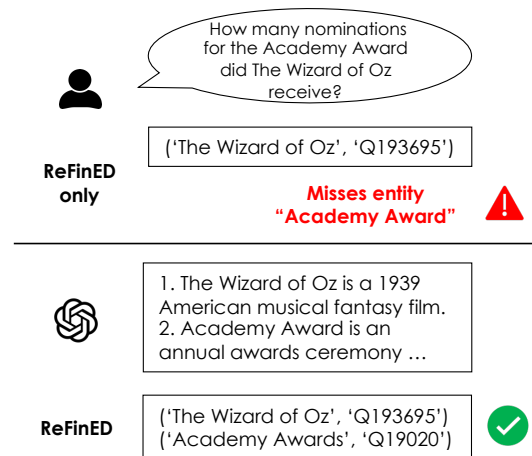 How many nominations
for the Academy Award
did The Wizard of Oz
receive?
('The Wizard of Oz', 'Q193695')
ReFinED
only
Misses entity
“Academy Award”
1. The Wizard of Oz is a 1939
American musical fantasy film.
2. Academy Award is an
annual awards ceremony …
ReFinED
('The Wizard of Oz', 'Q193695')
('Academy Awards', 'Q19020')